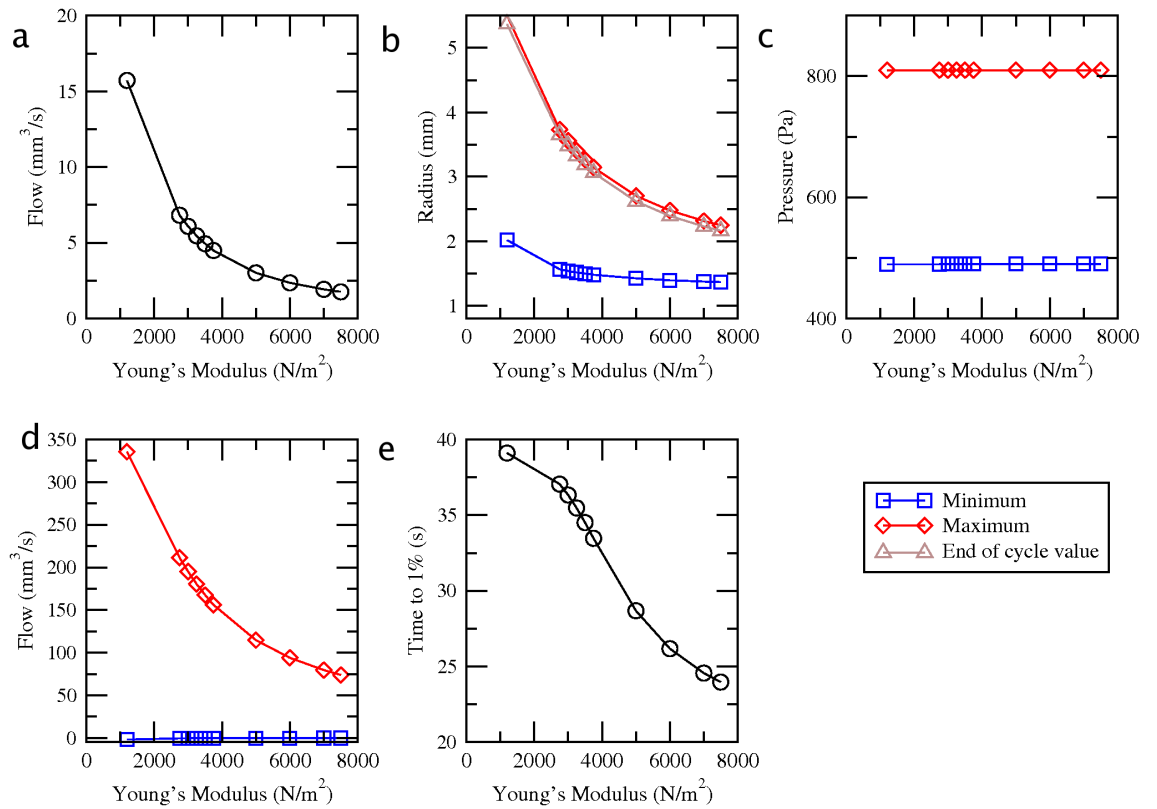 a
20
15
10
5
0
Flow (mm³/s)
0 2000 4000 6000 8000
Young's Modulus (N/m²)
b
5
4
3
2
1
Radius (mm)
0 2000 4000 6000 8000
Young's Modulus (N/m²)
c
800
600
400
Pressure (Pa)
0 2000 4000 6000 8000
Young's Modulus (N/m²)
d
350
300
250
200
150
100
50
0
Flow (mm³/s)
0 2000 4000 6000 8000
Young's Modulus (N/m²)
e
40
35
30
25
20
Time to 1% (s)
0 2000 4000 6000 8000
Young's Modulus (N/m²)
Minimum
Maximum
End of cycle value